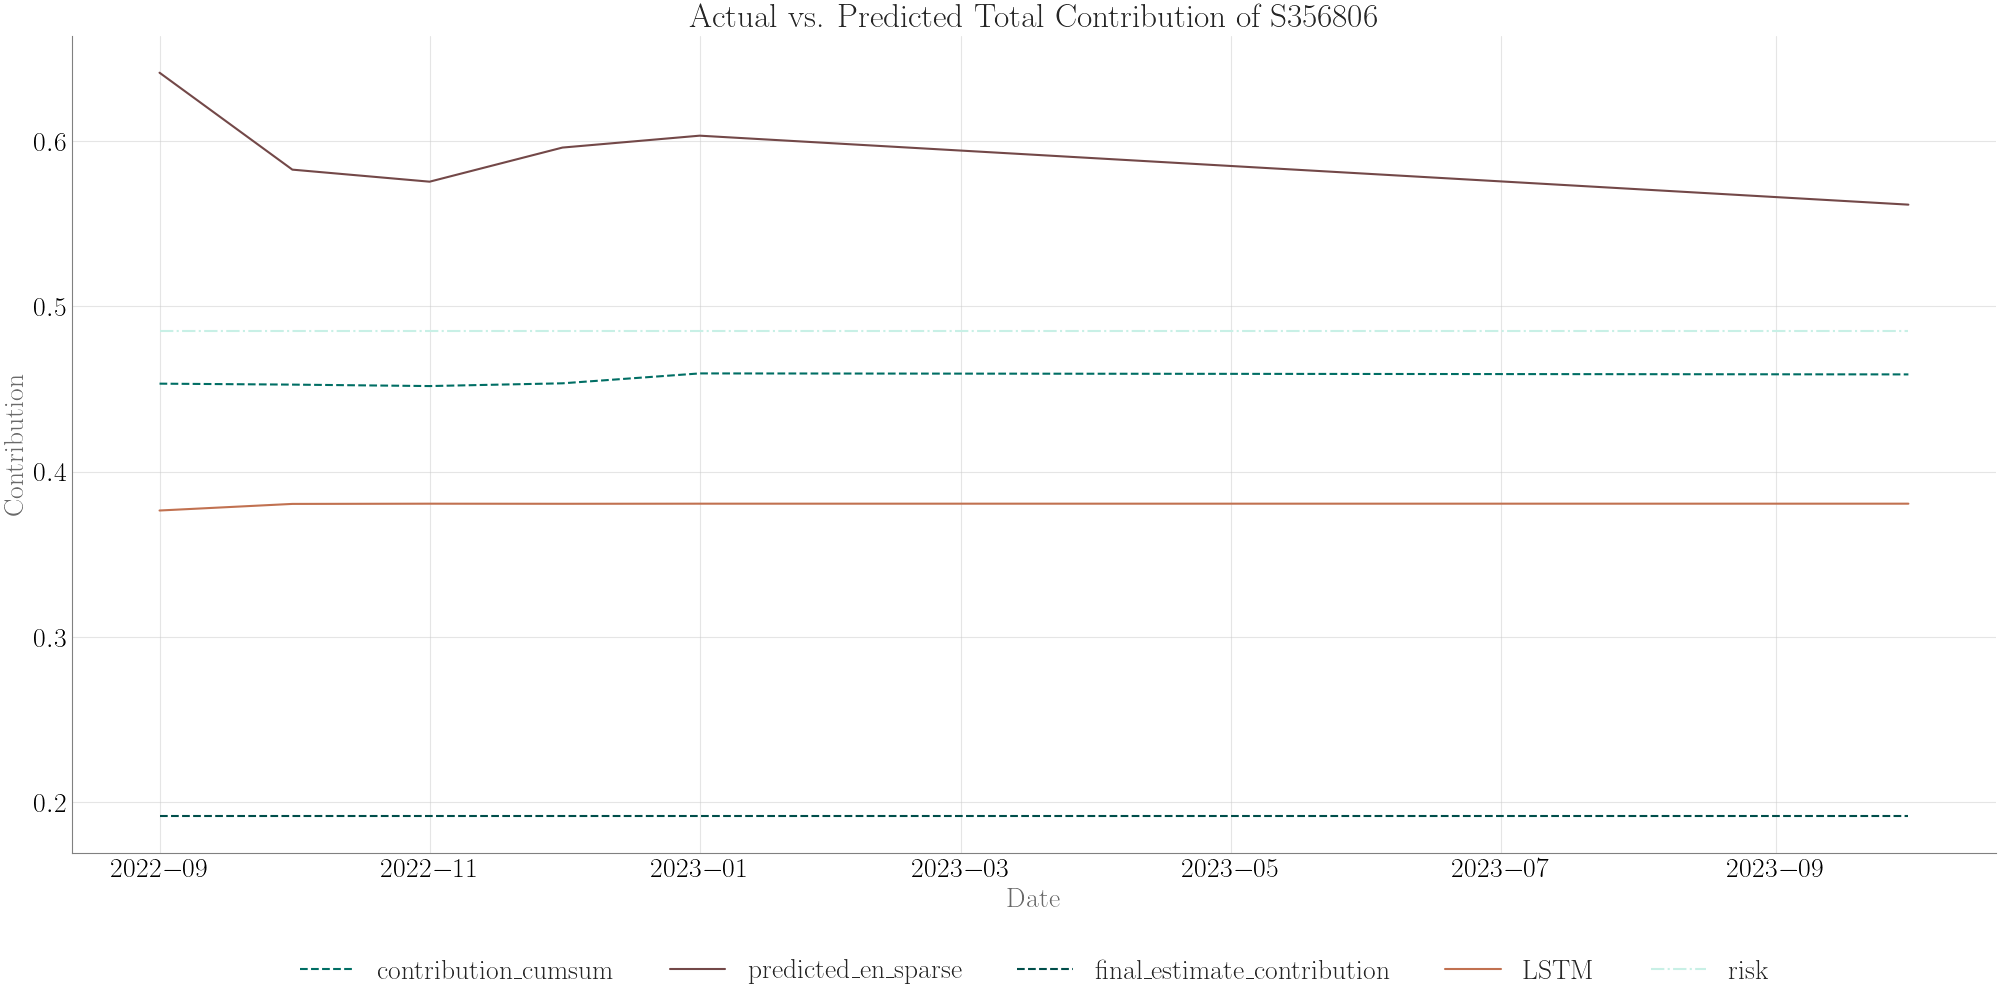 Actual vs. Predicted Total Contribution of S356806
Contribution
0.6
0.5
0.4
0.3
0.2
2022–09 2022–11 2023–01 2023–03 2023–05 2023–07 2023–09
Date
contribution_cumsum predicted_en_sparse final_estimate_contribution LSTM risk